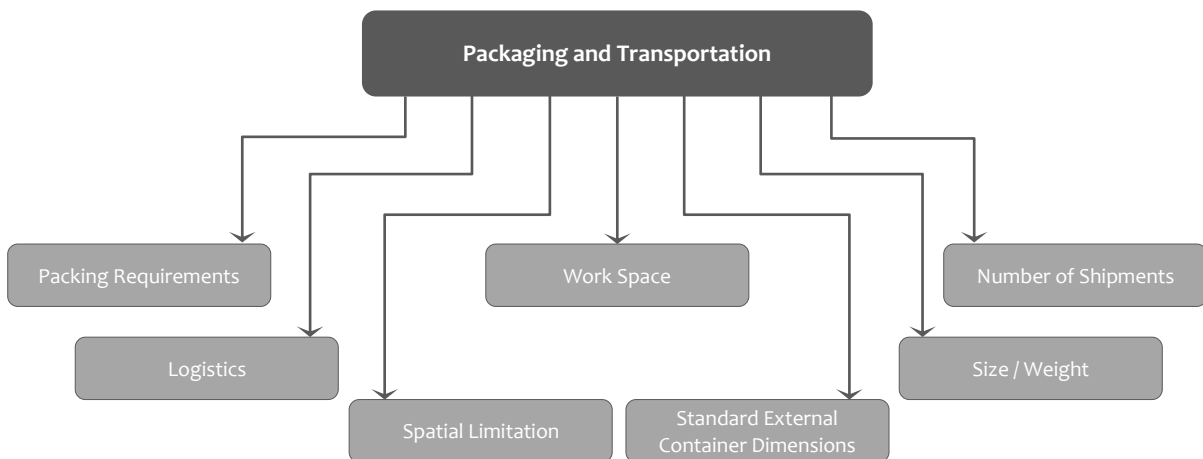 Packaging and Transportation
Packing Requirements
Work Space
Number of Shipments
Logistics
Size / Weight
Spatial Limitation
Standard External
Container Dimensions